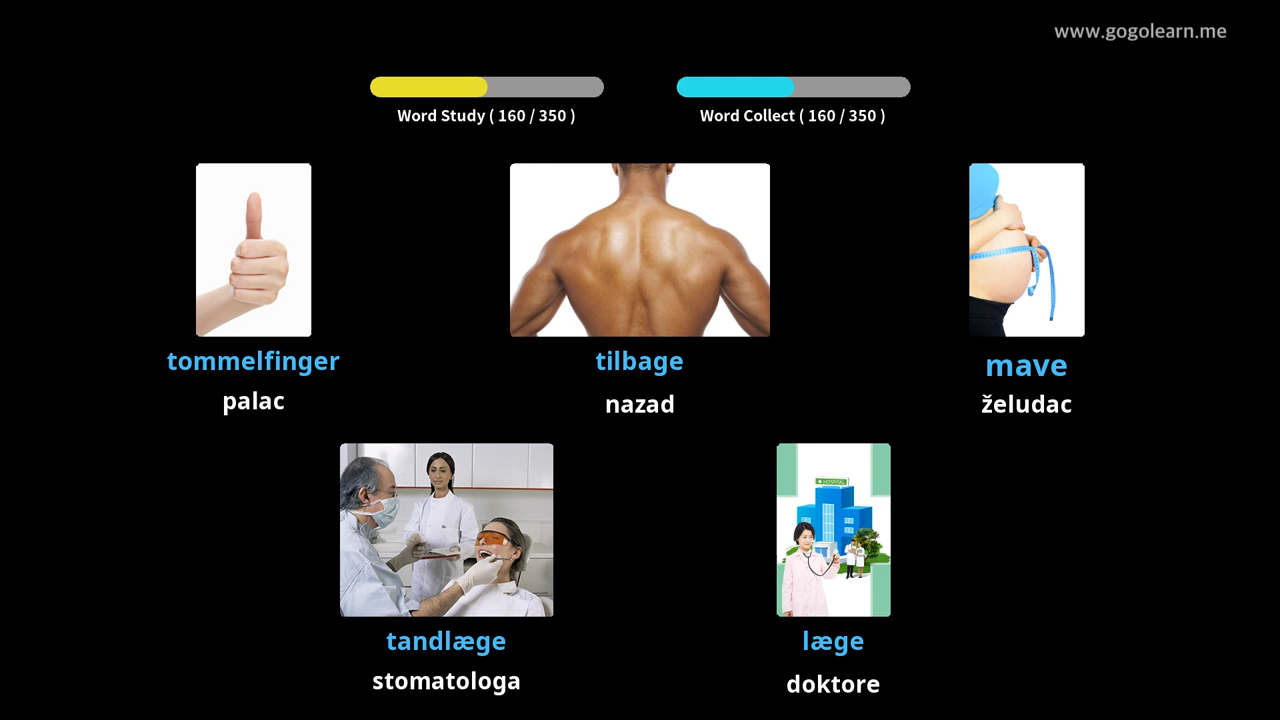 www.gogolearn.me
Word Study ( 160 / 350 )
Word Collect ( 160 / 350 )
tommelfinger
palac
tilbage
nazad
mave
želudac
HOSPITAL
tandlæge
stomatologa
læge
doktore